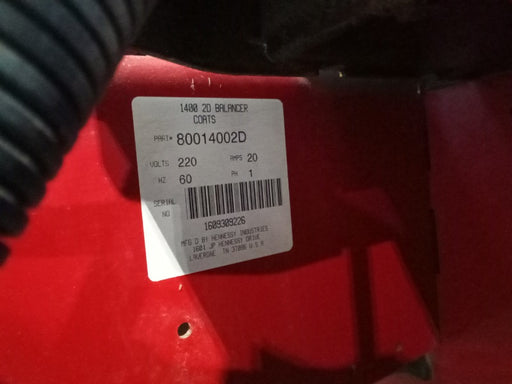 1400 2D BALANCER
COATS
PART# 80014002D
VOLTS 220 AMPS 20
HZ 60 PH 1
SERIAL
NO
1609309226
MFG D BY HENNESSY INDUSTRIES
1601 JP HENNESSY DRIVE
LAVERGNE TN 37086 U.S.A